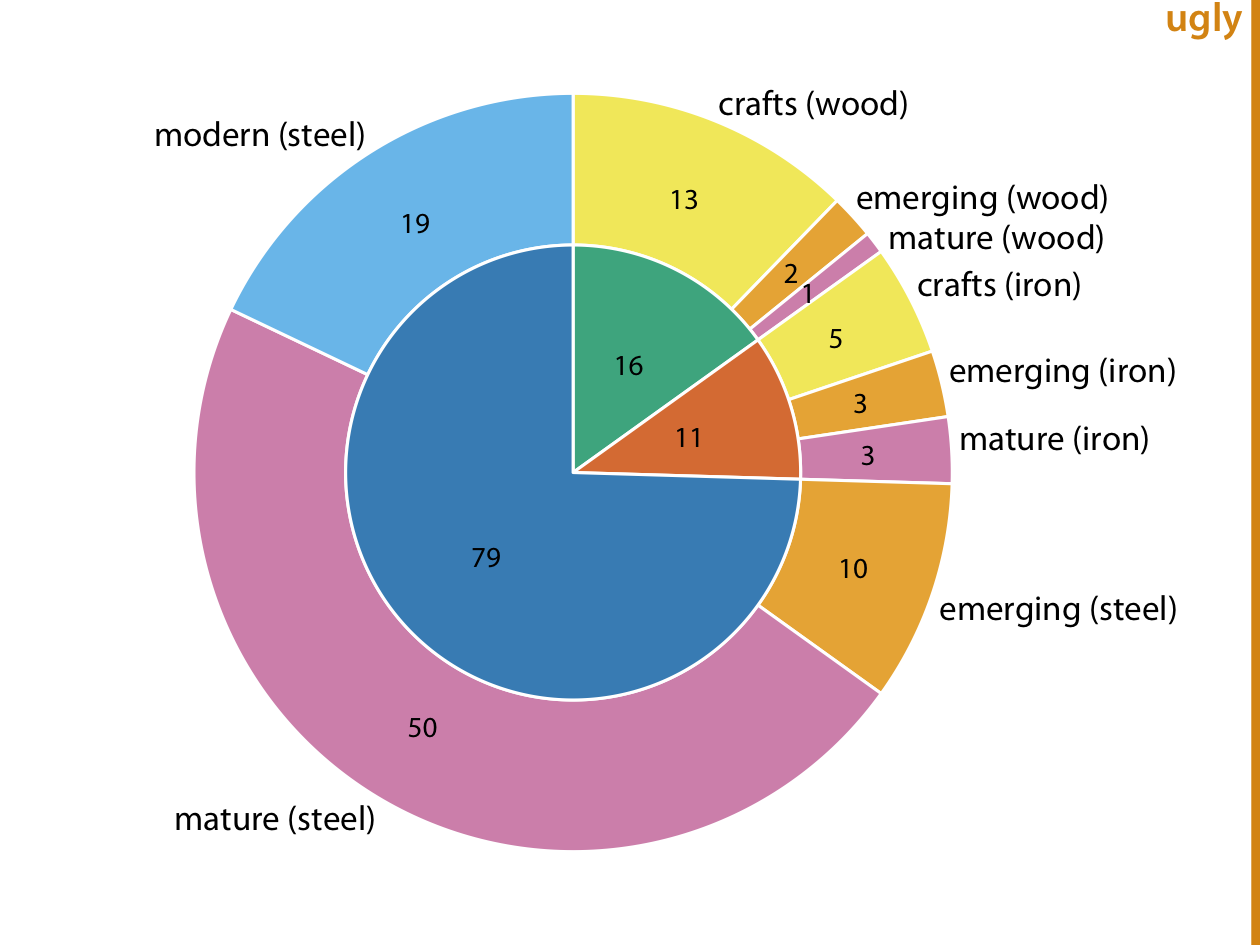 ugly
crafts (wood)
modern (steel)
emerging (wood)
13
19
mature (wood)
2
crafts (iron)
1
5
16
emerging (iron)
3
11
mature (iron)
3
79
10
emerging (steel)
50
mature (steel)